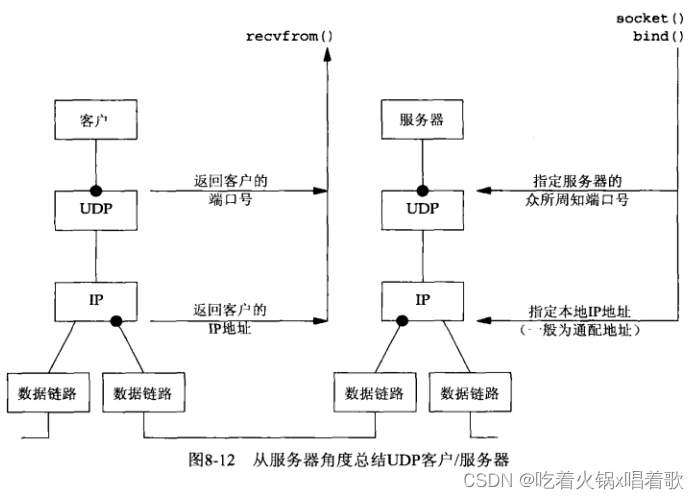 socket()
recvfrom()
bind()
客户
服务器
返回客户的
端口号
指定服务器的
众所周知端口号
UDP
UDP
IP
返回客户的
IP地址
IP
指定本地IP地址
（一般为通配地址）
数据链路
数据链路
数据链路
数据链路
图8-12 从服务器角度总结UDP客户/服务器
CSDN @吃着火锅x唱着歌